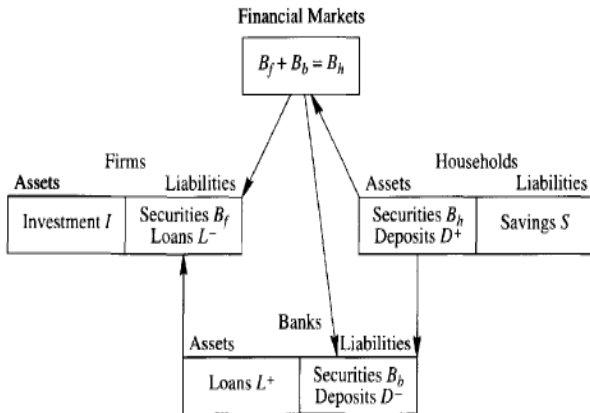 Financial Markets
B_f + B_b = B_h
Firms
Assets Liabilities
Investment I
Securities B_f
Loans L⁻
Households
Assets Liabilities
Securities B_h
Deposits D⁺
Savings S
Banks
Assets Liabilities
Loans L⁺
Securities B_b
Deposits D⁻